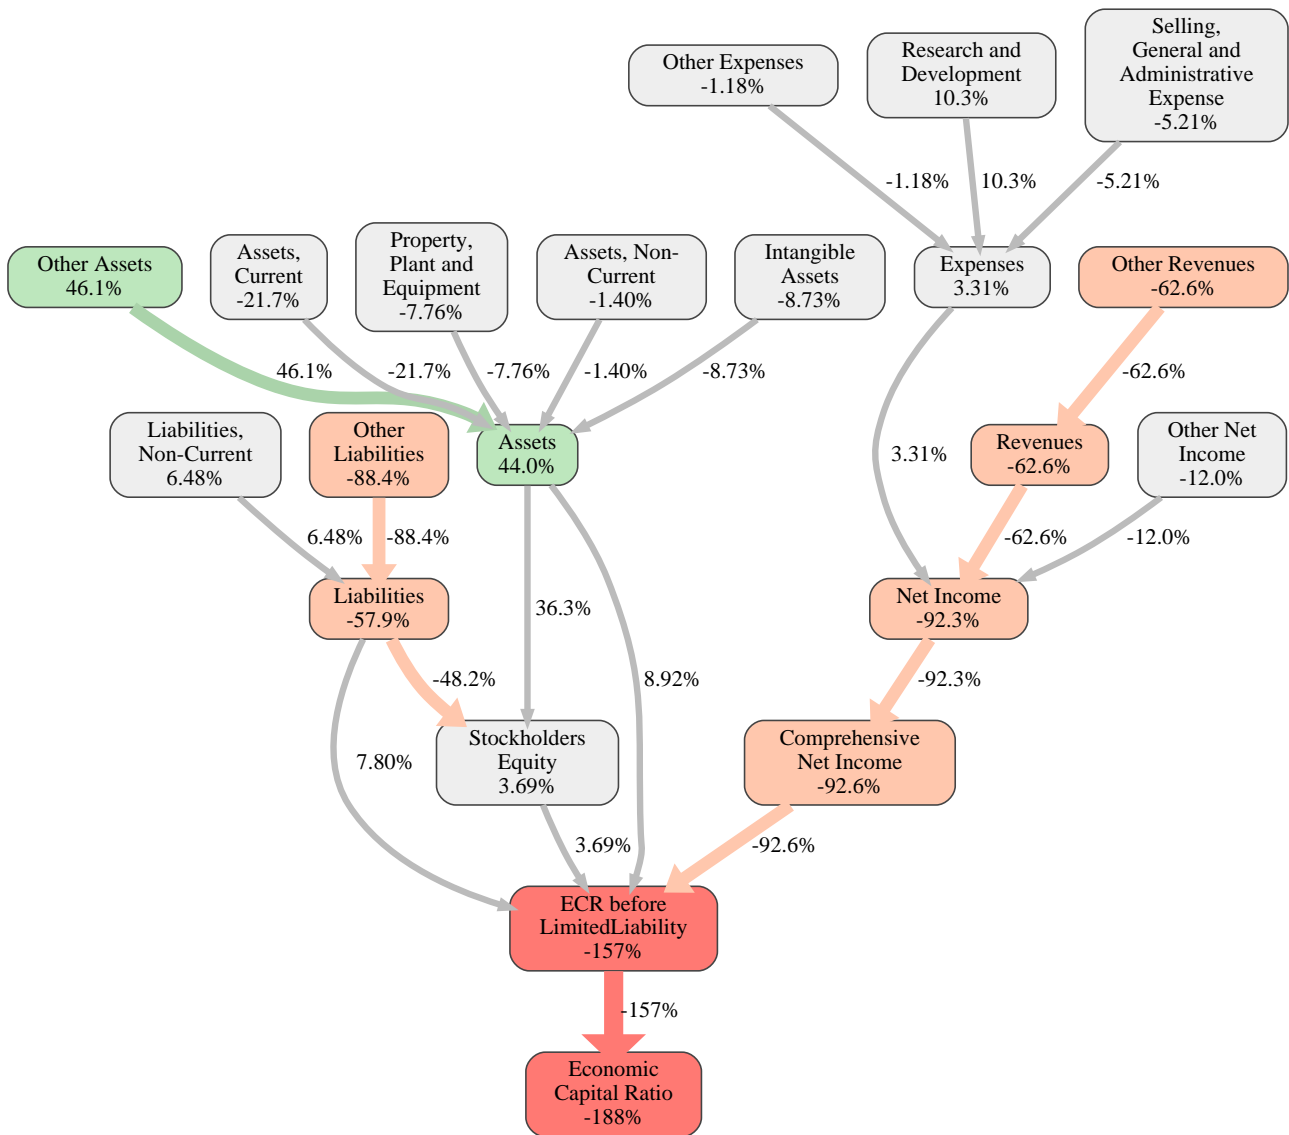 Selling,
General and
Administrative
Expense
-5.21%
Research and
Development
10.3%
Other Expenses
-1.18%
-1.18%
10.3%
-5.21%
Other Assets
46.1%
Assets,
Current
-21.7%
Property,
Plant and
Equipment
-7.76%
Assets, Non-
Current
-1.40%
Intangible
Assets
-8.73%
Expenses
3.31%
Other Revenues
-62.6%
46.1%
-21.7%
-7.76%
-1.40%
-8.73%
-62.6%
Liabilities,
Non-Current
6.48%
Other
Liabilities
-88.4%
Assets
44.0%
3.31%
Revenues
-62.6%
Other Net
Income
-12.0%
6.48%
-88.4%
-62.6%
-12.0%
Liabilities
-57.9%
36.3%
Net Income
-92.3%
-48.2%
8.92%
-92.3%
7.80%
Stockholders
Equity
3.69%
Comprehensive
Net Income
-92.6%
3.69%
-92.6%
ECR before
LimitedLiability
-157%
-157%
Economic
Capital Ratio
-188%